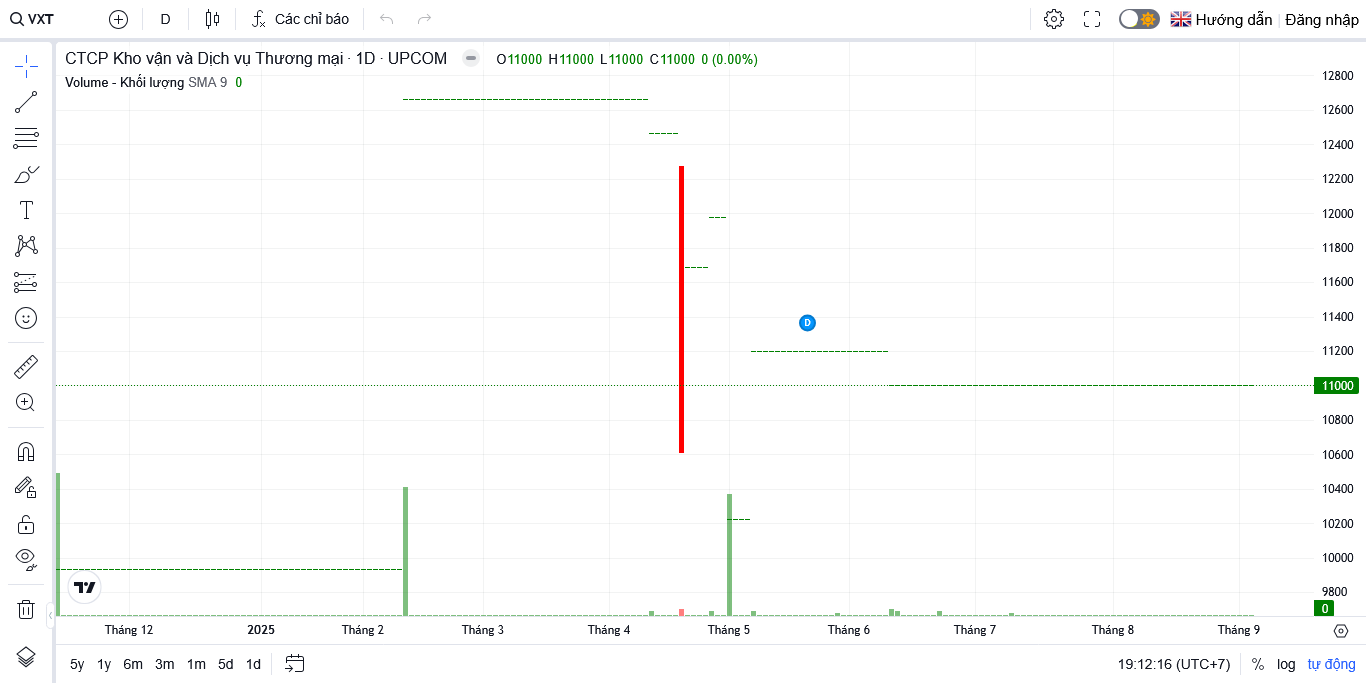 VXT
D
Các chỉ báo
Hướng dẫn
Đăng nhập
CTCP Kho vận và Dịch vụ Thương mại · 1D · UPCOM
O11000 H11000 L11000 C11000 0 (0.00%)
Volume - Khối lượng SMA 9 0
12800
12600
12400
12200
12000
11800
11600
11400
D
11200
11000
10800
10600
10400
10200
10000
9800
0
Tháng 12 2025 Tháng 2 Tháng 3 Tháng 4 Tháng 5 Tháng 6 Tháng 7 Tháng 8 Tháng 9
5y 1y 6m 3m 1m 5d 1d
19:12:16 (UTC+7) % log tự động